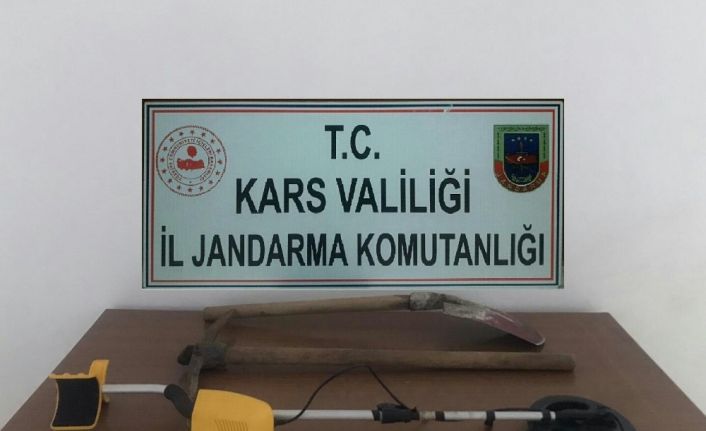 T.C.
KARS VALİLİĞİ
İL JANDARMA KOMUTANLIĞI